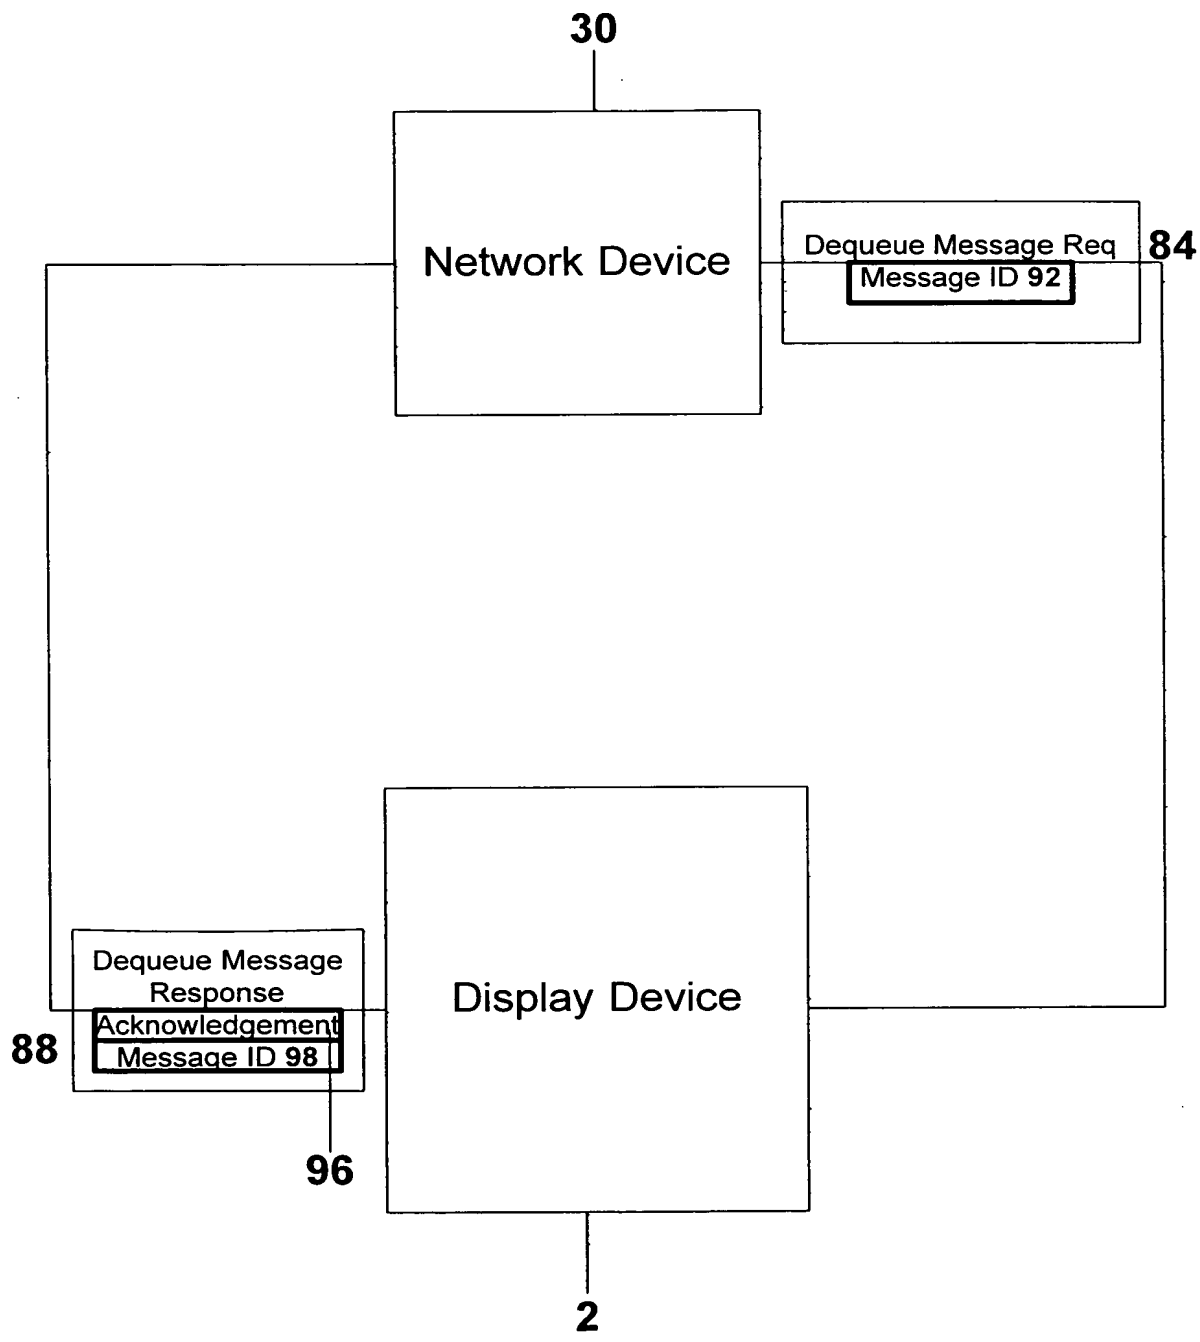 30
Network Device
Dequeue Message Req
84
Message ID 92
Dequeue Message
Response
Acknowledgement
Message ID 98
88
96
Display Device
2